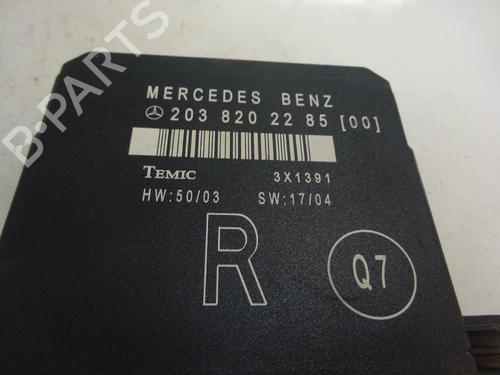 MERCEDES BENZ
203 820 22 85 [00]
TEMIC 3X1391
HW:50/03 SW:17/04
R
Q7
B-PARTS